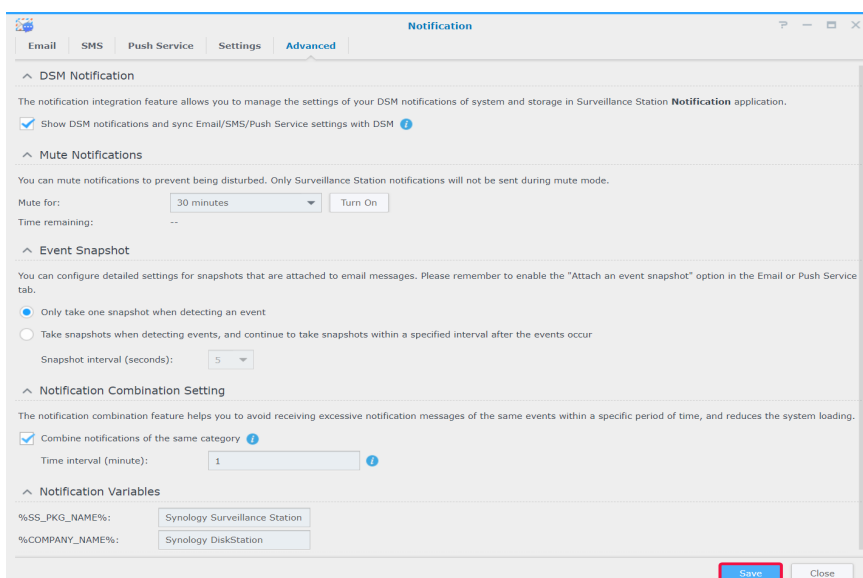 Notification
Email SMS Push Service Settings Advanced
DSM Notification
The notification integration feature allows you to manage the settings of your DSM notifications of system and storage in Surveillance Station Notification application.
Show DSM notifications and sync Email/SMS/Push Service settings with DSM
Mute Notifications
You can mute notifications to prevent being disturbed. Only Surveillance Station notifications will not be sent during mute mode.
Mute for: 30 minutes Turn On
Time remaining: --
Event Snapshot
You can configure detailed settings for snapshots that are attached to email messages. Please remember to enable the "Attach an event snapshot" option in the Email or Push Service
tab.
Only take one snapshot when detecting an event
Take snapshots when detecting events, and continue to take snapshots within a specified interval after the events occur
Snapshot interval (seconds): 5
Notification Combination Setting
The notification combination feature helps you to avoid receiving excessive notification messages of the same events within a specific period of time, and reduces the system loading.
Combine notifications of the same category
Time interval (minute): 1
Notification Variables
%SS_PKG_NAME%: Synology Surveillance Station
%COMPANY_NAME%: Synology DiskStation
Save Close